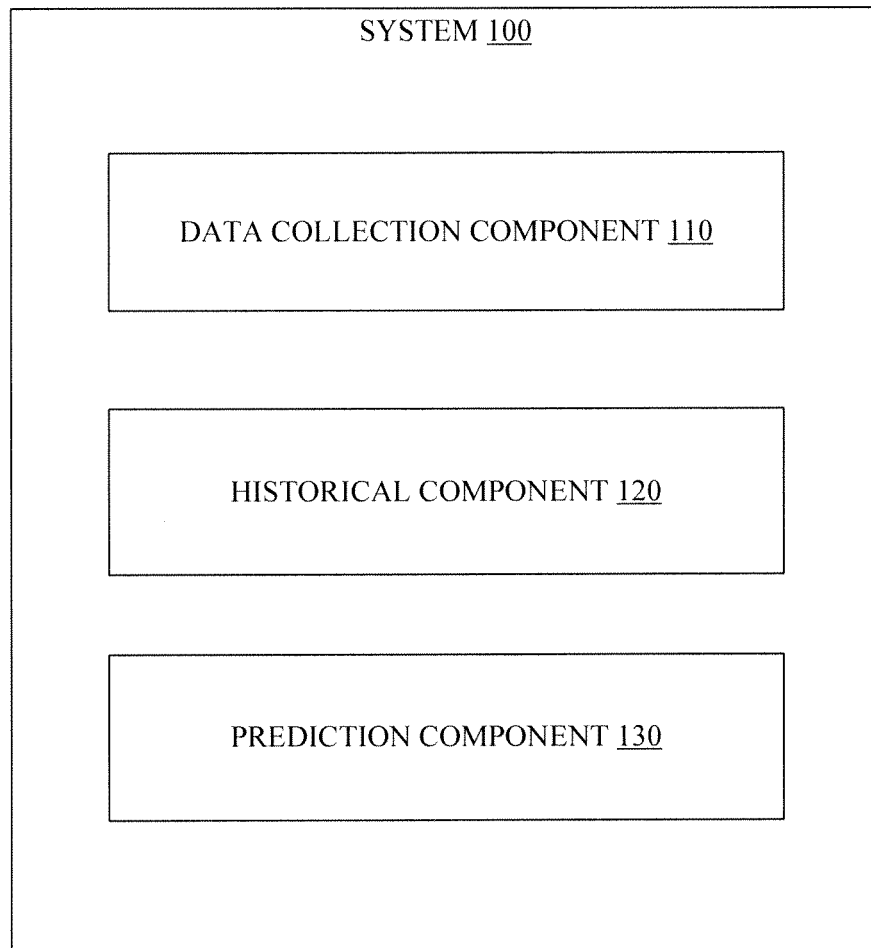 SYSTEM 100
DATA COLLECTION COMPONENT 110
HISTORICAL COMPONENT 120
PREDICTION COMPONENT 130